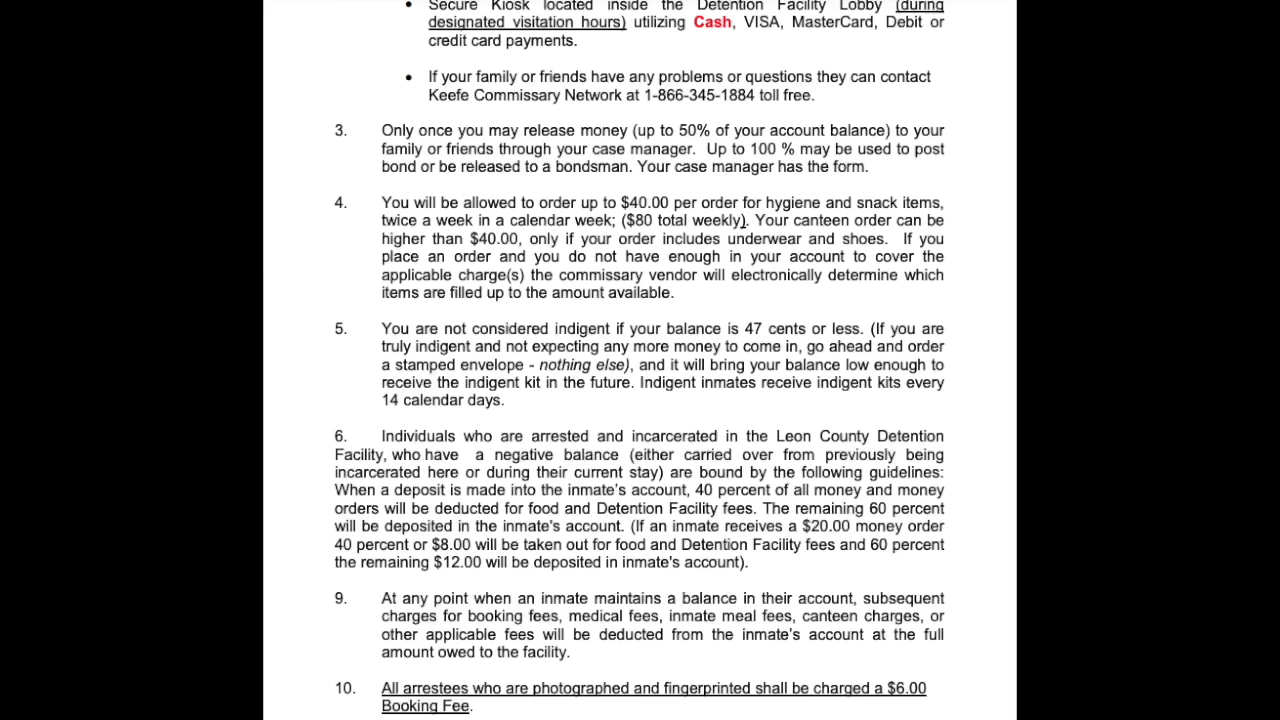 • Secure Kiosk located inside the Detention Facility Lobby (during
designated visitation hours) utilizing Cash, VISA, MasterCard, Debit or
credit card payments.
• If your family or friends have any problems or questions they can contact
Keefe Commissary Network at 1-866-345-1884 toll free.
3. Only once you may release money (up to 50% of your account balance) to your
family or friends through your case manager. Up to 100 % may be used to post
bond or be released to a bondsman. Your case manager has the form.
4. You will be allowed to order up to $40.00 per order for hygiene and snack items,
twice a week in a calendar week; ($80 total weekly). Your canteen order can be
higher than $40.00, only if your order includes underwear and shoes. If you
place an order and you do not have enough in your account to cover the
applicable charge(s) the commissary vendor will electronically determine which
items are filled up to the amount available.
5. You are not considered indigent if your balance is 47 cents or less. (If you are
truly indigent and not expecting any more money to come in, go ahead and order
a stamped envelope - nothing else), and it will bring your balance low enough to
receive the indigent kit in the future. Indigent inmates receive indigent kits every
14 calendar days.
6. Individuals who are arrested and incarcerated in the Leon County Detention
Facility, who have a negative balance (either carried over from previously being
incarcerated here or during their current stay) are bound by the following guidelines:
When a deposit is made into the inmate's account, 40 percent of all money and money
orders will be deducted for food and Detention Facility fees. The remaining 60 percent
will be deposited in the inmate's account. (If an inmate receives a $20.00 money order
40 percent or $8.00 will be taken out for food and Detention Facility fees and 60 percent
the remaining $12.00 will be deposited in inmate's account).
9. At any point when an inmate maintains a balance in their account, subsequent
charges for booking fees, medical fees, inmate meal fees, canteen charges, or
other applicable fees will be deducted from the inmate's account at the full
amount owed to the facility.
10. All arrestees who are photographed and fingerprinted shall be charged a $6.00
Booking Fee.